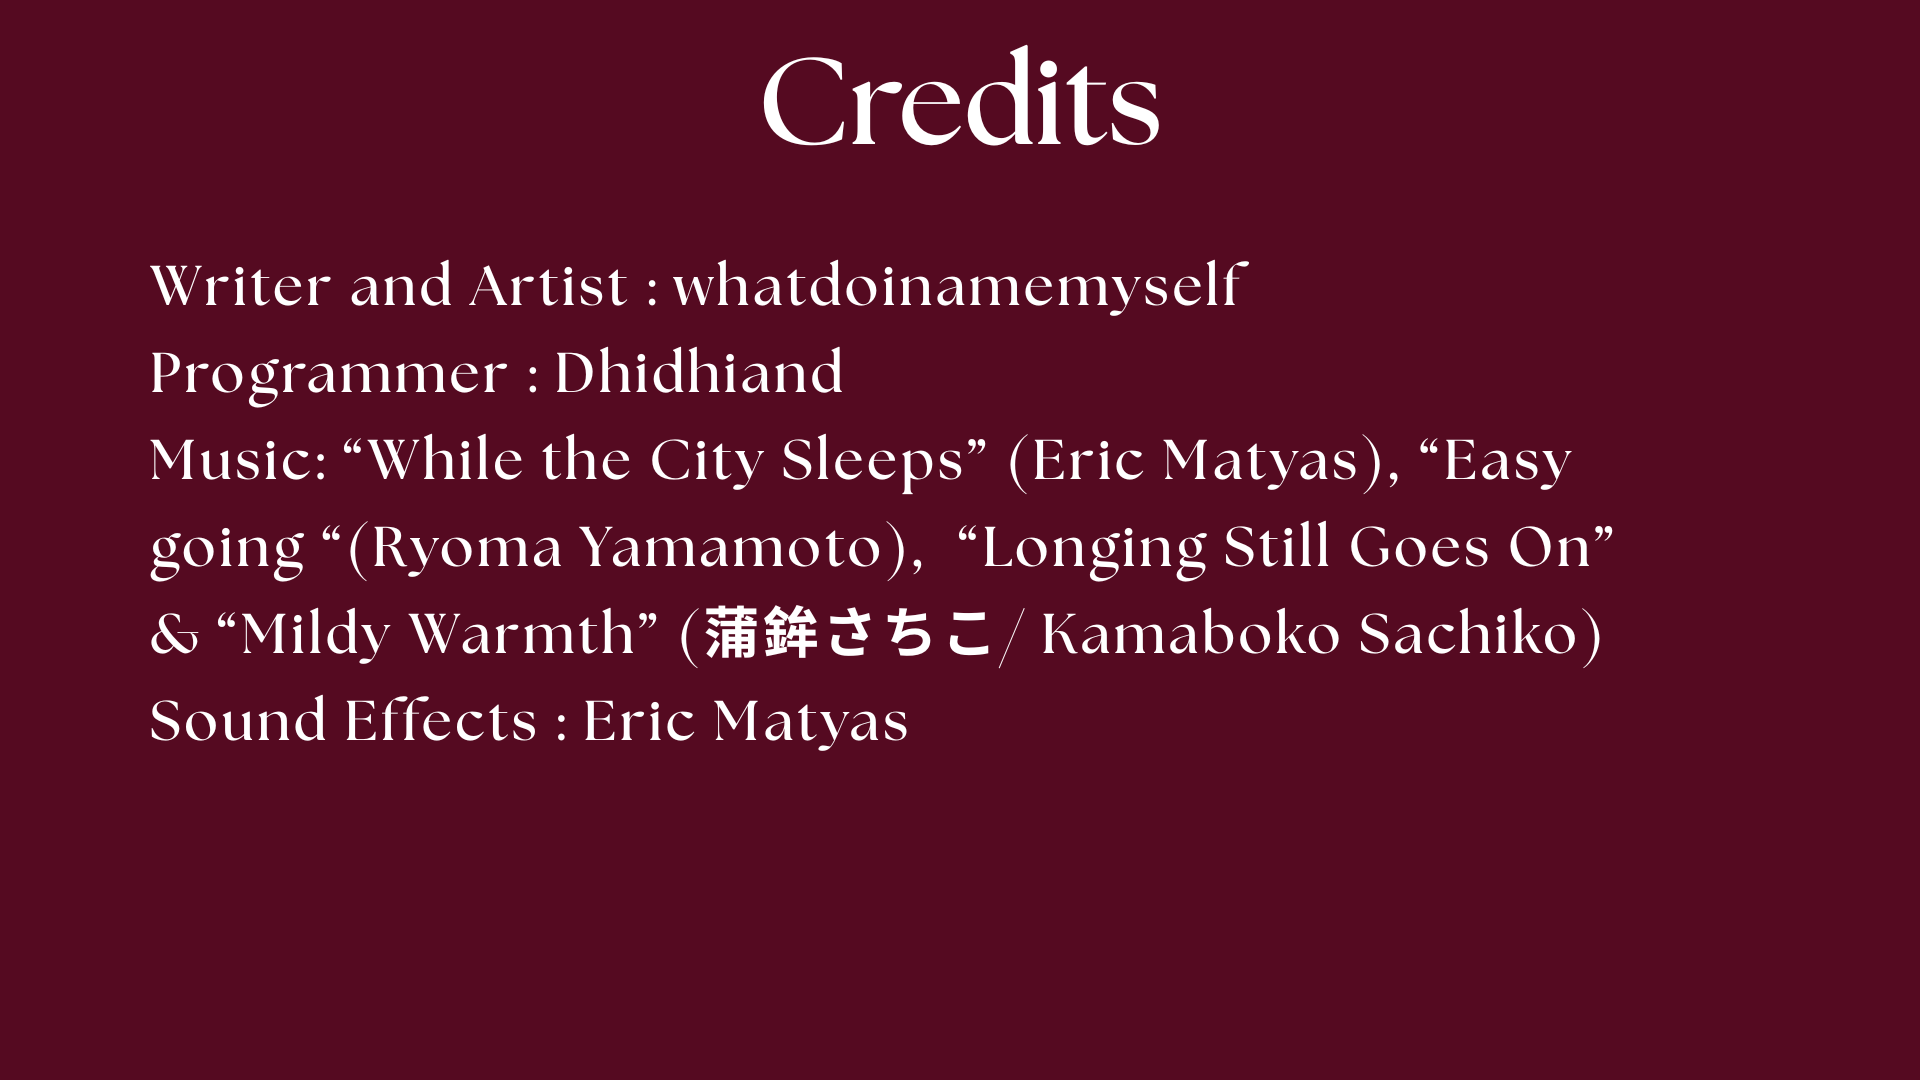 Credits
Writer and Artist : whatdoinamemyself
Programmer : Dhidhiand
Music: “While the City Sleeps” (Eric Matyas), “Easy
going “(Ryoma Yamamoto),  “Longing Still Goes On”
& “Mildy Warmth” (蒲鉾さちこ/ Kamaboko Sachiko)
Sound Effects : Eric Matyas